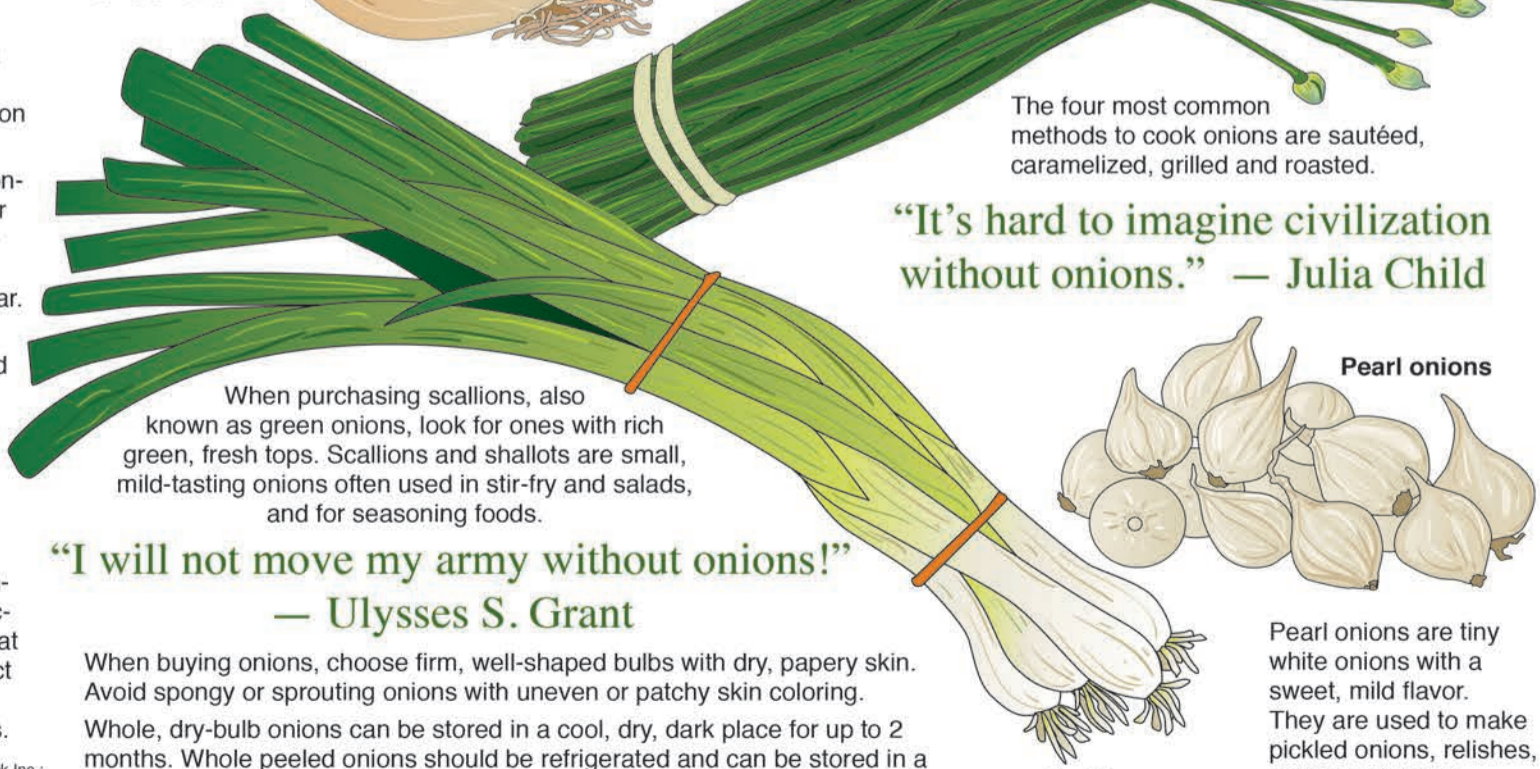 The four most common
methods to cook onions are sautéed,
caramelized, grilled and roasted.
“It’s hard to imagine civilization
without onions.” — Julia Child
Pearl onions
When purchasing scallions, also
known as green onions, look for ones with rich
green, fresh tops. Scallions and shallots are small,
mild-tasting onions often used in stir-fry and salads,
and for seasoning foods.
“I will not move my army without onions!”
— Ulysses S. Grant
When buying onions, choose firm, well-shaped bulbs with dry, papery skin.
Avoid spongy or sprouting onions with uneven or patchy skin coloring.
Whole, dry-bulb onions can be stored in a cool, dry, dark place for up to 2
months. Whole peeled onions should be refrigerated and can be stored in a
Pearl onions are tiny
white onions with a
sweet, mild flavor.
They are used to make
pickled onions, relishes,